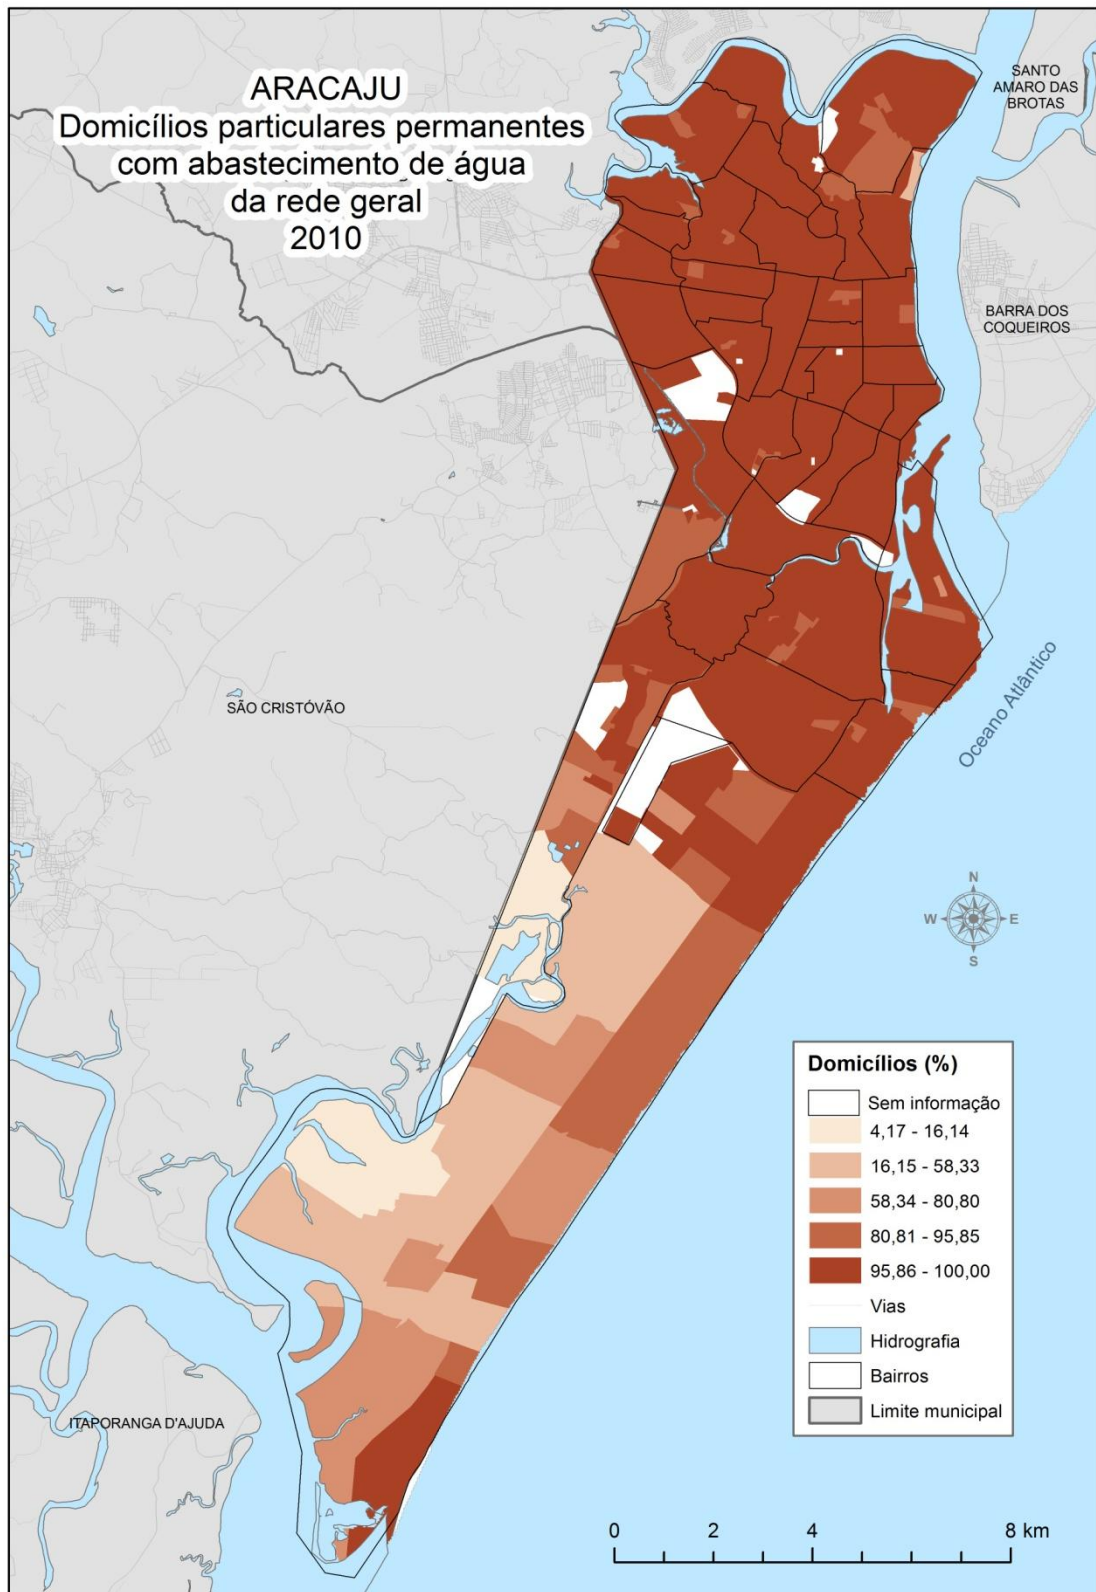 ARACAJU
Domicílios particulares permanentes
com abastecimento de água
da rede geral
2010
SANTO
AMARO DAS
BROTAS
BARRA DOS
COQUEIROS
SÃO CRISTÓVÃO
Oceano Atlântico
N
W
E
S
ITAPORANGA D'AJUDA
Domicílios (%)
Sem informação
4,17 - 16,14
16,15 - 58,33
58,34 - 80,80
80,81 - 95,85
95,86 - 100,00
Vias
Hidrografia
Bairros
Limite municipal
0 2 4 8 km